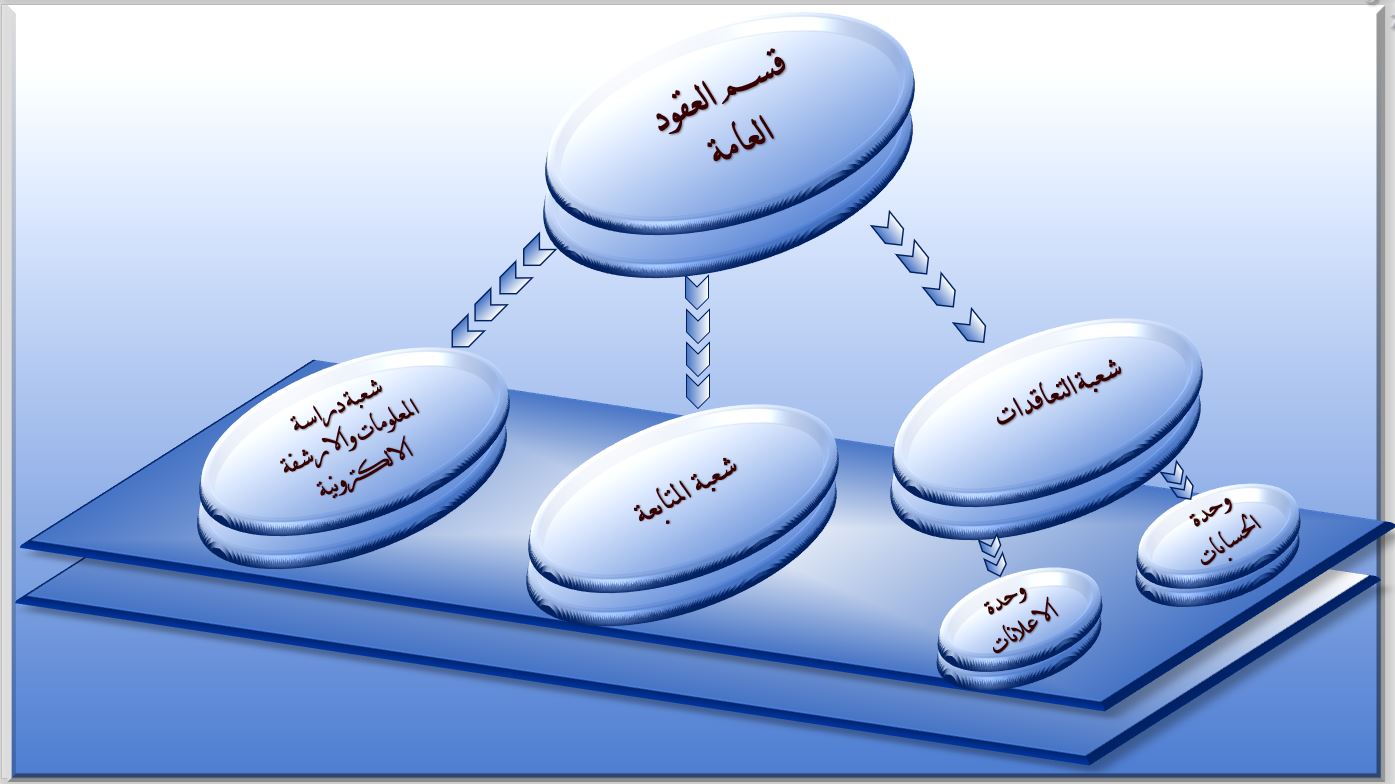 قسم العقود
العامة
شعبة التعاقدات
شعبة المتابعة
شعبة دراسة
المعلومات والارشفة
الالكترونية
وحدة
الحسابات
وحدة
الاعلانات